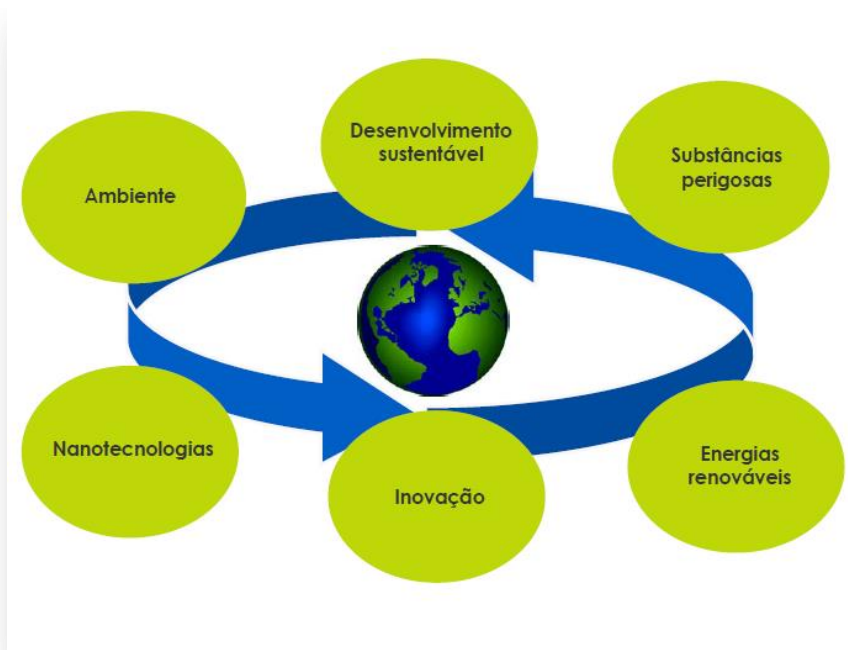 Desenvolvimento
sustentável
Substâncias
perigosas
Ambiente
Nanotecnologias
Inovação
Energias
renováveis